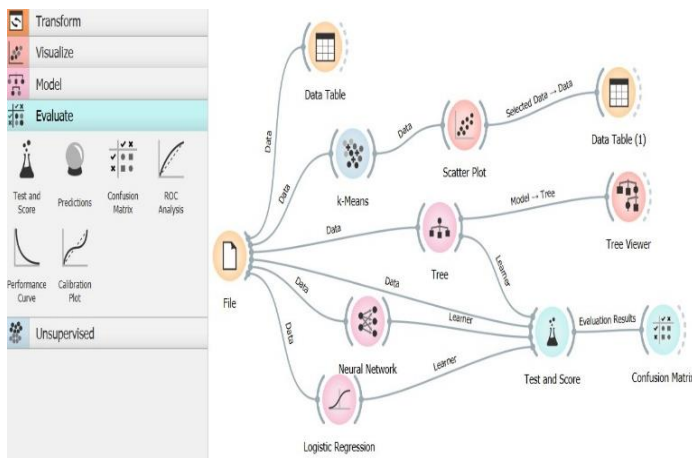 Transform
Visualize
Model
Evaluate
Test and
Score
Predictions
Confusion
Matrix
ROC
Analysis
Performance
Curve
Calibration
Plot
Unsupervised
Data
Data Table
Data
k-Means
Data
Scatter Plot
Selected Data → Data
Data Table (1)
Data
Tree
Model → Tree
Tree Viewer
File
Data
Learner
Data
Neural Network
Learner
Data
Logistic Regression
Learner
Test and Score
Evaluation Results
Confusion Matrix